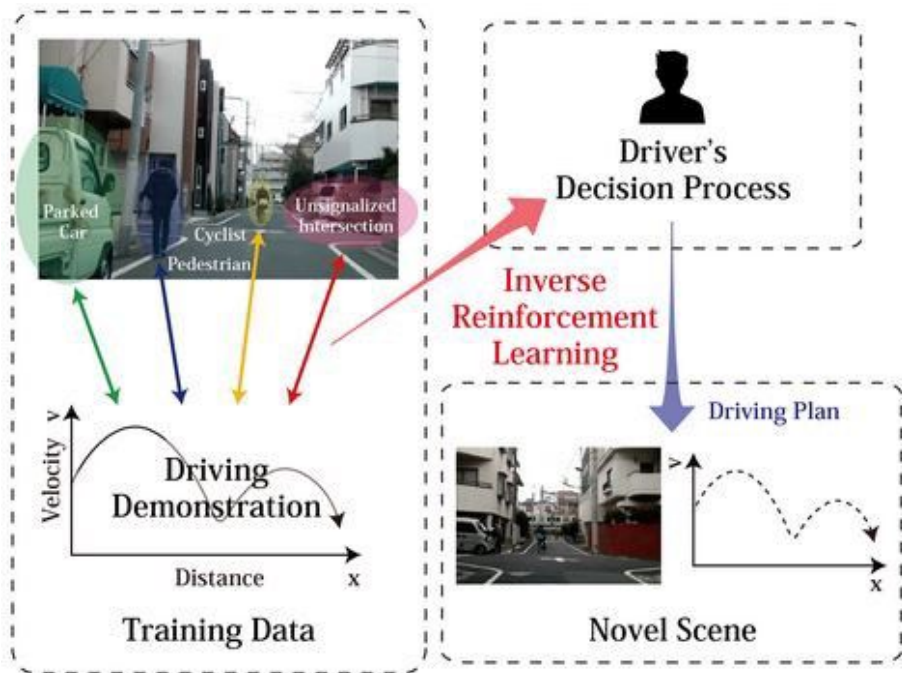 Parked
Car
Cyclist
Pedestrian
Unsignalized
Intersection
Velocity v
Driving
Demonstration
Distance x
Training Data
Driver's
Decision Process
Inverse
Reinforcement
Learning
Driving Plan
v
x
Novel Scene